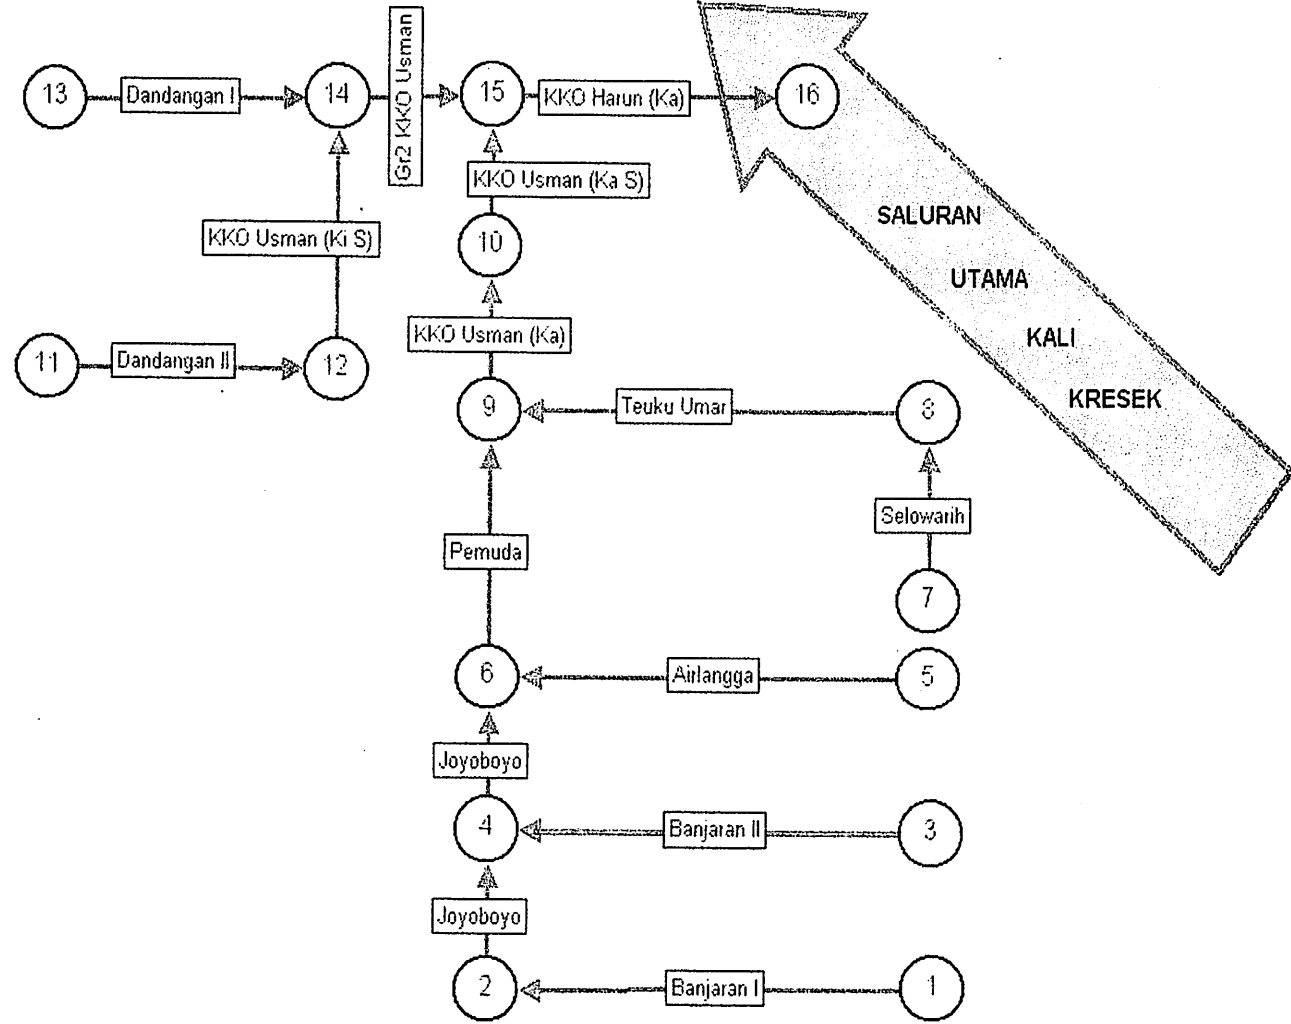 13
Dandangan I
14
Gr2 KKO Usman
15
KKO Harun (Ka)
16
KKO Usman (Ka S)
SALURAN
KKO Usman (Ki S)
10
UTAMA
KKO Usman (Ka)
KALI
11
Dandangan II
12
KRESEK
9
Teuku Umar
8
Selowarih
Pemuda
7
6
Airlangga
5
Joyoboyo
4
Banjaran II
3
Joyoboyo
2
Banjaran I
1